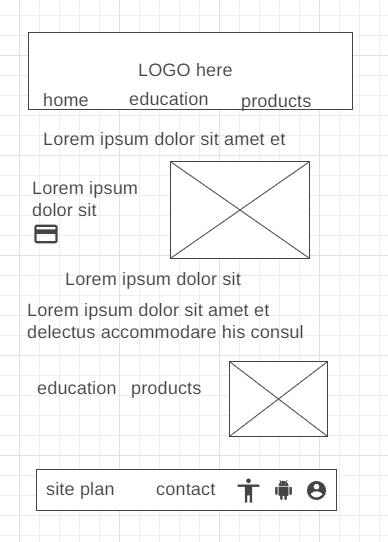 LOGO here
home education products
Lorem ipsum dolor sit amet et
Lorem ipsum
dolor sit
Lorem ipsum dolor sit
Lorem ipsum dolor sit amet et
delectus accommodare his consul
education products
site plan contact